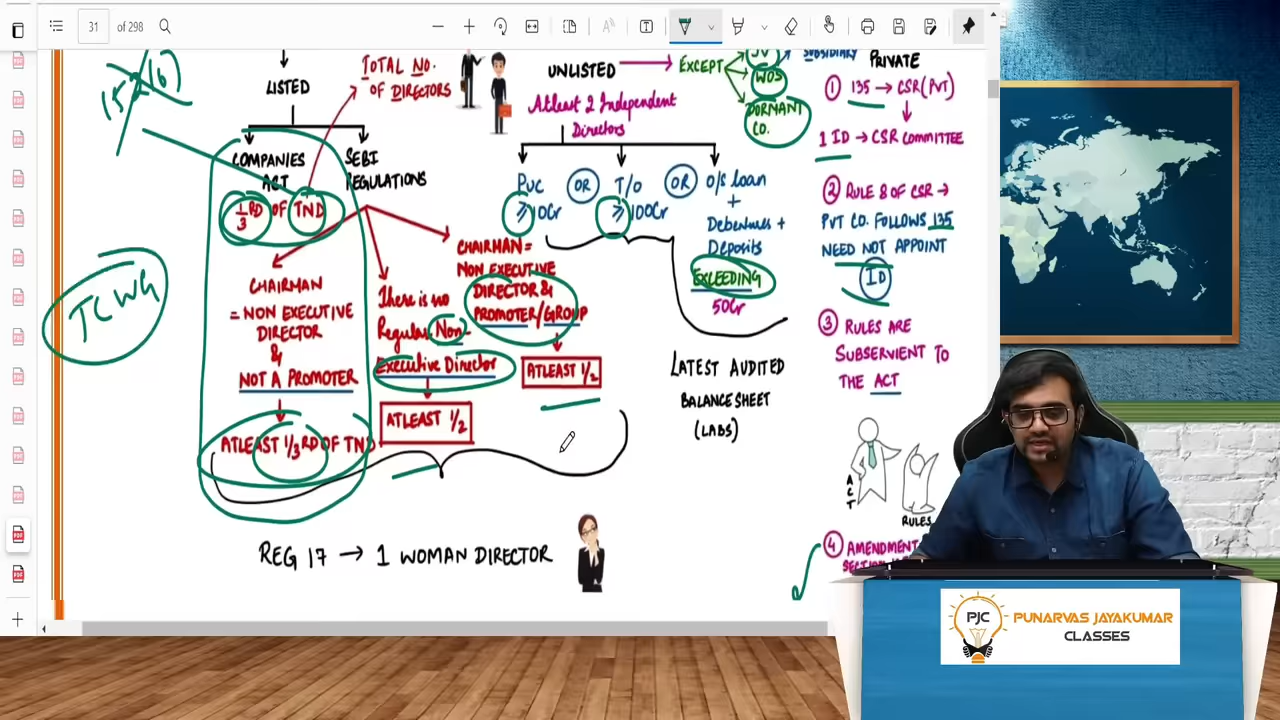 31
of 298
TOTAL NO.
OF DIRECTORS
LISTED
COMPANIES
ACT
SEBI
REGULATIONS
1/3 RD OF TND
TCWG
CHAIRMAN
= NON EXECUTIVE
DIRECTOR
&
NOT A PROMOTER
ATLEAST 1/3 RD OF TND
There is no
Regular Non-
Executive Director
ATLEAST 1/2
CHAIRMAN =
NON EXECUTIVE
DIRECTOR &
PROMOTER/GROUP
ATLEAST 1/2
REG 17 → 1 WOMAN DIRECTOR
UNLISTED
EXCEPT
JV
SUBSIDIARY
WOS
DORMANT
CO.
Atleast 2 Independent
Directors
PUC
≥ 10Cr
OR
T/O
≥ 100Cr
OR
O/S loan
+
Debentures +
Deposits
EXCEEDING
50Cr
LATEST AUDITED
BALANCE SHEET
(LABS)
PRIVATE
① 135 → CSR (PVT)
1 ID → CSR COMMITTEE
② RULE 8 OF CSR →
PVT CO. FOLLOWS 135
NEED NOT APPOINT
ID
③ RULES ARE
SUBSERVIENT TO
THE ACT
ACT
RULES
④ AMENDMENT
PJC
PUNARVAS JAYAKUMAR
CLASSES